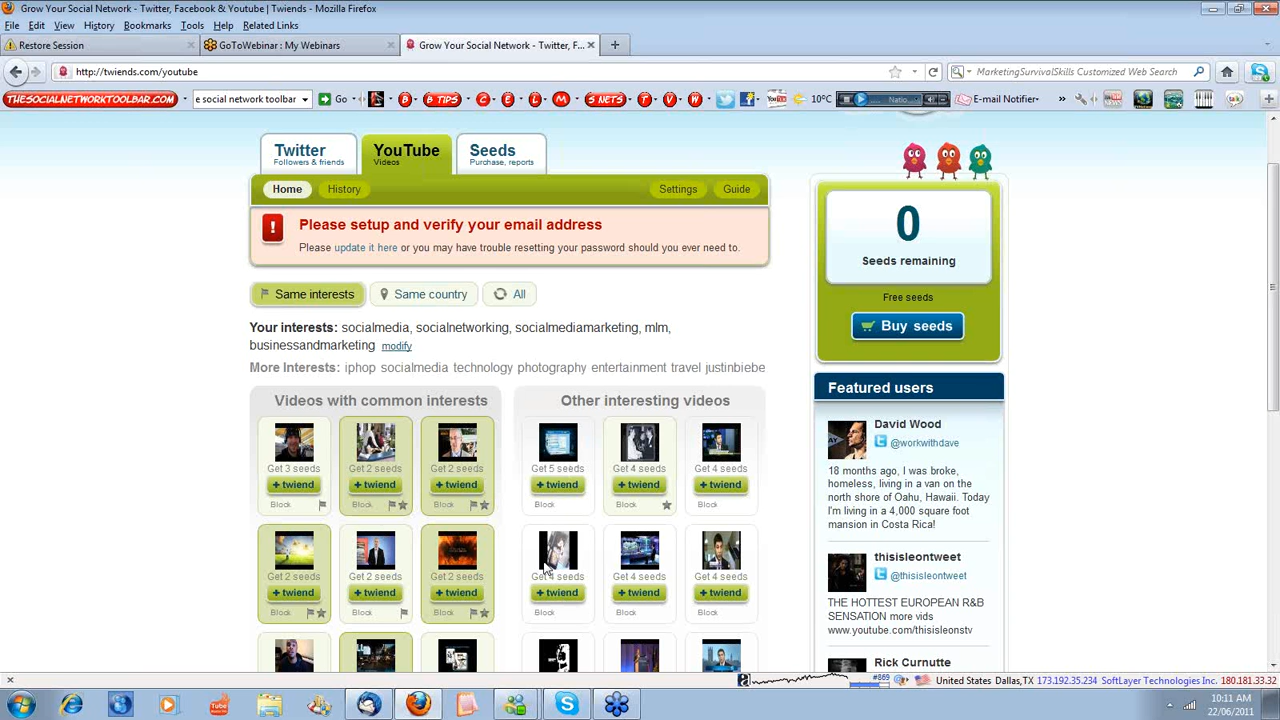 Grow Your Social Network - Twitter, Facebook & Youtube | Twiends - Mozilla Firefox
File Edit View History Bookmarks Tools Help Related Links
Restore Session
GoToWebinar : My Webinars
Grow Your Social Network - Twitter, F...
http://twiends.com/youtube
MarketingSurvivalSkills Customized Web Search
THESOCIALNETWORKTOOLBAR.COM e social network toolbar Go B B TIPS C E L M S NETS T V W 10°C Natio... E-mail Notifier
Twitter
Followers & friends
YouTube
Videos
Seeds
Purchase, reports
Home History Settings Guide
Please setup and verify your email address
Please update it here or you may have trouble resetting your password should you ever need to.
Same interests Same country All
Your interests: socialmedia, socialnetworking, socialmediamarketing, mlm,
businessandmarketing modify
More Interests: iphop socialmedia technology photography entertainment travel justinbiebe
Videos with common interests
Other interesting videos
Get 3 seeds Get 2 seeds Get 2 seeds Get 5 seeds Get 4 seeds Get 4 seeds
+ twiend + twiend + twiend + twiend + twiend + twiend
Block Block Block Block Block Block
Get 2 seeds Get 2 seeds Get 2 seeds Get 4 seeds Get 4 seeds Get 4 seeds
+ twiend + twiend + twiend + twiend + twiend + twiend
Block Block Block Block Block Block
0
Seeds remaining
Free seeds
Buy seeds
Featured users
David Wood
@workwithdave
18 months ago, I was broke,
homeless, living in a van on the
north shore of Oahu, Hawaii. Today
I'm living in a 4,000 square foot
mansion in Costa Rica!
thisisleontweet
@thisisleontweet
THE HOTTEST EUROPEAN R&B
SENSATION more vids
www.youtube.com/thisisleonstv
Rick Curnutte
#869 United States Dallas,TX 173.192.35.234 SoftLayer Technologies Inc. 180.181.33.32
10:11 AM
22/06/2011